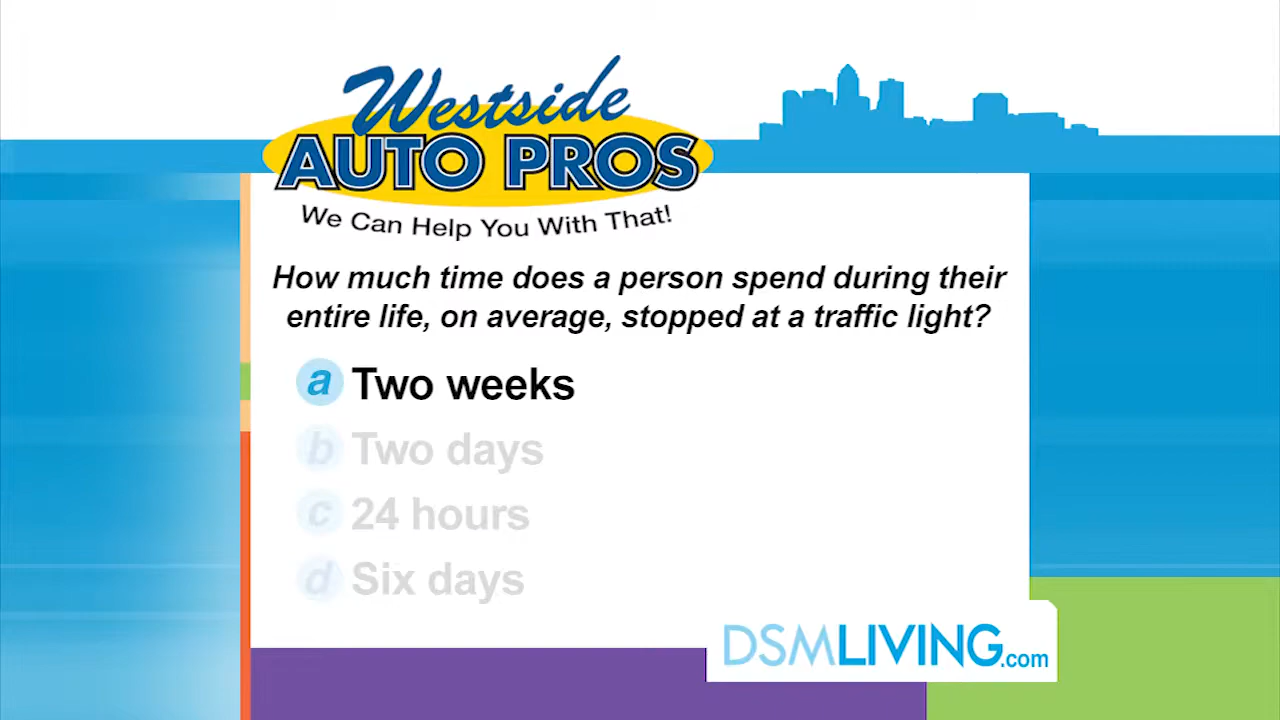 Westside
AUTO PROS
We Can Help You With That!
How much time does a person spend during their
entire life, on average, stopped at a traffic light?
a Two weeks
b Two days
c 24 hours
d Six days
DSMLIVING.com